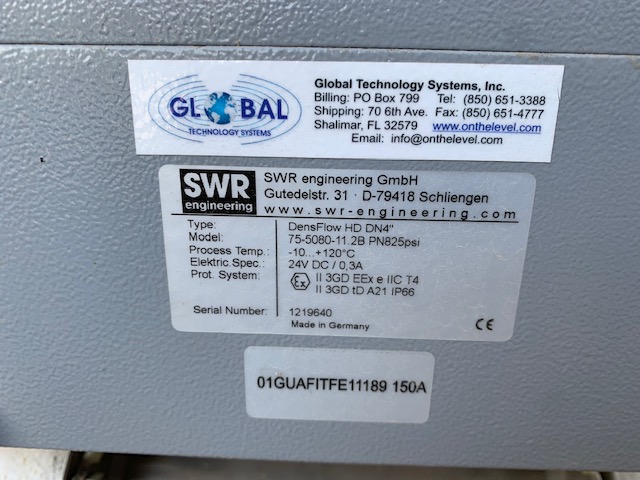 GLOBAL
TECHNOLOGY SYSTEMS
Global Technology Systems, Inc.
Billing: PO Box 799 Tel: (850) 651-3388
Shipping: 70 6th Ave. Fax: (850) 651-4777
Shalimar, FL 32579 www.onthelevel.com
Email: info@onthelevel.com
SWR
engineering
SWR engineering GmbH
Gutedelstr. 31 · D-79418 Schliengen
www.swr-engineering.com
Type: DensFlow HD DN4"
Model: 75-5080-11.2B PN825psi
Process Temp.: -10...+120°C
Elektric.Spec.: 24V DC / 0,3A
Prot. System: Ex II 3GD EEx e IIC T4
II 3GD tD A21 IP66
Serial Number: 1219640
Made in Germany CE
01GUAFITFE11189 150A